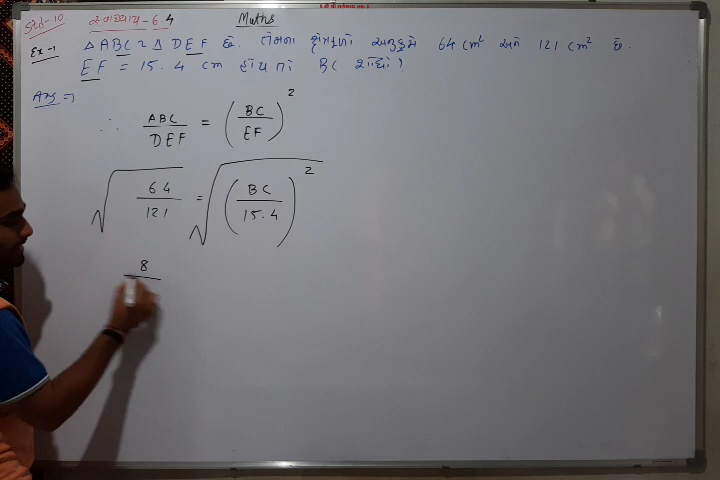 ધોરણ-10 સ્વાધ્યાય-6.4 Maths
Ex-1 △ ABC ~ △ DEF છે. તેમના ક્ષેત્રફળો અનુક્રમે 64 cm² અને 121 cm² છે.
EF = 15.4 cm હોય તો BC શોધો?
Ans ⇒
∴ ABC/DEF = (BC/EF)²
√64/121 = √(BC/15.4)²
8